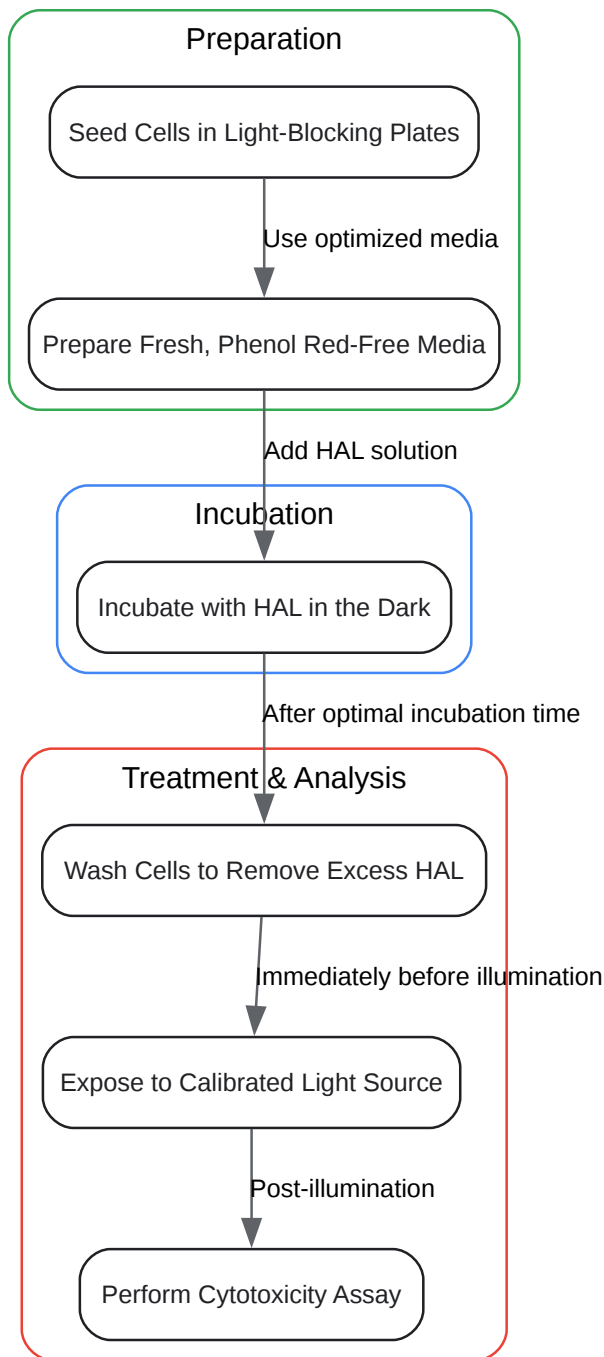 Preparation
Seed Cells in Light-Blocking Plates
Use optimized media
Prepare Fresh, Phenol Red-Free Media
Add HAL solution
Incubation
Incubate with HAL in the Dark
After optimal incubation time
Treatment & Analysis
Wash Cells to Remove Excess HAL
Immediately before illumination
Expose to Calibrated Light Source
Post-illumination
Perform Cytotoxicity Assay